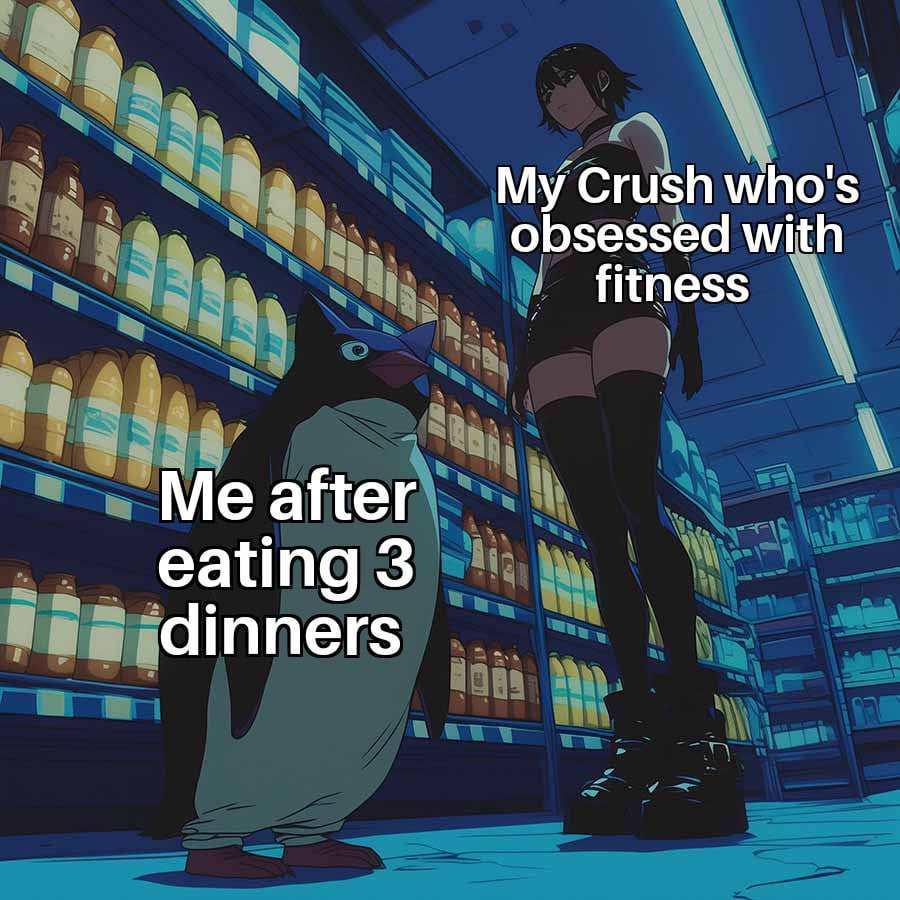 My Crush who's
obsessed with
fitness
Me after
eating 3
dinners